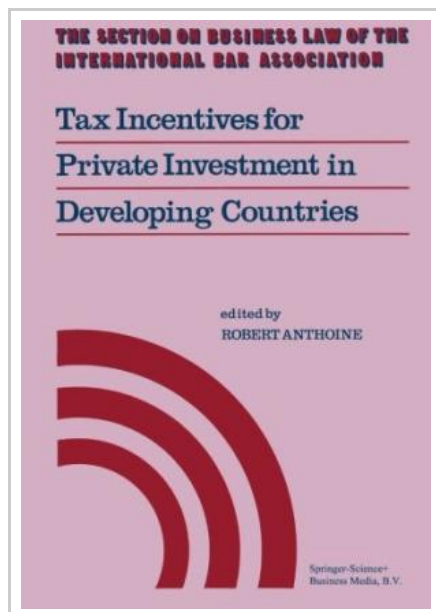 THE SECTION ON BUSINESS LAW OF THE
INTERNATIONAL BAR ASSOCIATION
Tax Incentives for
Private Investment in
Developing Countries
edited by
ROBERT ANTHOINE
Springer-Science+
Business Media, B.V.